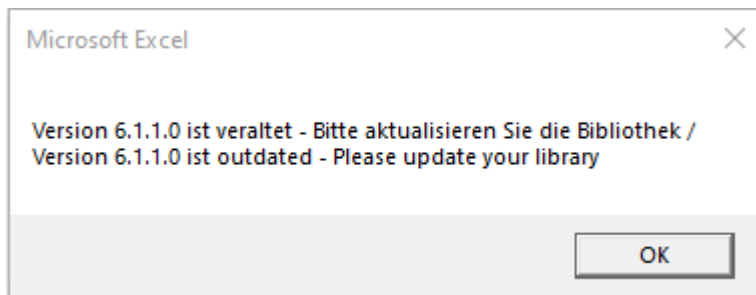 Microsoft Excel
Version 6.1.1.0 ist veraltet - Bitte aktualisieren Sie die Bibliothek /
Version 6.1.1.0 ist outdated - Please update your library
OK